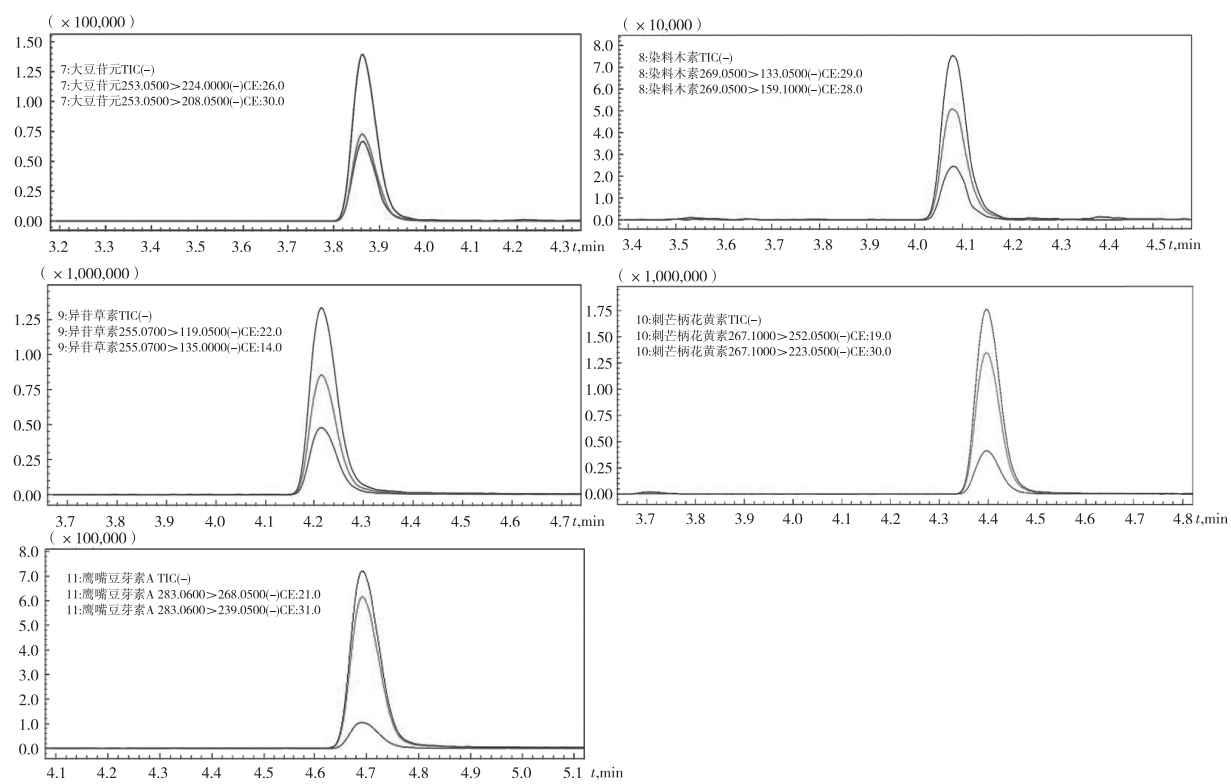 (×100,000)
1.50
1.25
1.00
0.75
0.50
0.25
0.00
7:大豆苷元TIC(-)
7:大豆苷元253.0500>224.0000(-)CE:26.0
7:大豆苷元253.0500>208.0500(-)CE:30.0
3.2 3.3 3.4 3.5 3.6 3.7 3.8 3.9 4.0 4.1 4.2 4.3 t,min
(×10,000)
8.0
7.0
6.0
5.0
4.0
3.0
2.0
1.0
0.0
8:染料木素TIC(-)
8:染料木素269.0500>133.0500(-)CE:29.0
8:染料木素269.0500>159.1000(-)CE:28.0
3.4 3.5 3.6 3.7 3.8 3.9 4.0 4.1 4.2 4.3 4.4 4.5 t,min
(×1,000,000)
1.25
1.00
0.75
0.50
0.25
0.00
9:异苷草素TIC(-)
9:异苷草素255.0700>119.0500(-)CE:22.0
9:异苷草素255.0700>135.0000(-)CE:14.0
3.7 3.8 3.9 4.0 4.1 4.2 4.3 4.4 4.5 4.6 4.7 t,min
(×1,000,000)
1.75
1.50
1.25
1.00
0.75
0.50
0.25
0.00
10:刺芒柄花黄素TIC(-)
10:刺芒柄花黄素267.1000>252.0500(-)CE:19.0
10:刺芒柄花黄素267.1000>223.0500(-)CE:30.0
3.7 3.8 3.9 4.0 4.1 4.2 4.3 4.4 4.5 4.6 4.7 4.8 t,min
(×100,000)
8.0
7.0
6.0
5.0
4.0
3.0
2.0
1.0
0.0
11:鹰嘴豆芽素A TIC(-)
11:鹰嘴豆芽素A 283.0600>268.0500(-)CE:21.0
11:鹰嘴豆芽素A 283.0600>239.0500(-)CE:31.0
4.1 4.2 4.3 4.4 4.5 4.6 4.7 4.8 4.9 5.0 5.1 t,min